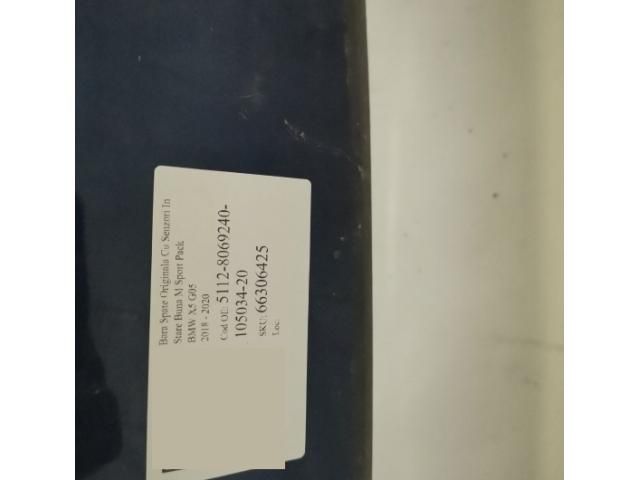 Bara Spate Originala Cu Senzori In
Stare Buna M Sport Pack
BMW X5 G05
2018 - 2020
Cod OE: 5112-8069240-
105034-20
SKU: 66306425
Loc: